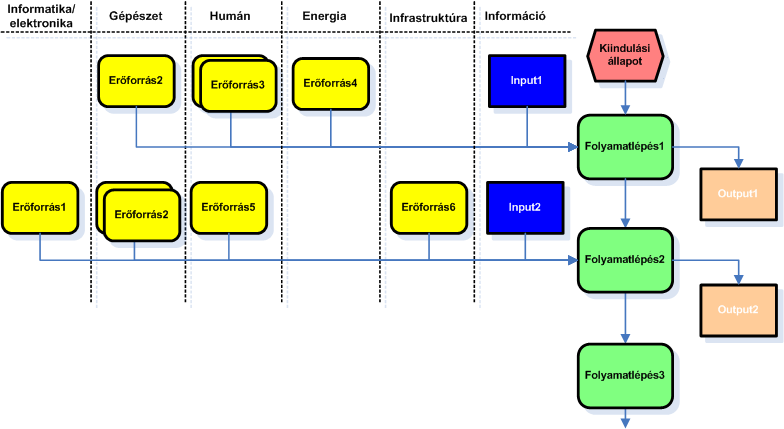 Informatika/
elektronika
Gépészet
Humán
Energia
Infrastruktúra
Információ
Kiindulási
állapot
Erőforrás2
Erőforrás3
Erőforrás4
Input1
Folyamatlépés1
Output1
Erőforrás1
Erőforrás2
Erőforrás5
Erőforrás6
Input2
Folyamatlépés2
Output2
Folyamatlépés3